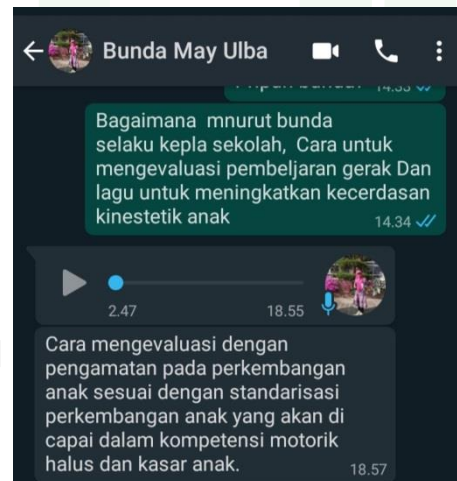 Bunda May Ulba
14.33
Bagaimana mnurut bunda
selaku kepla sekolah, Cara untuk
mengevaluasi pembeljaran gerak Dan
lagu untuk meningkatkan kecerdasan
kinestetik anak
14.34
2.47 18.55
Cara mengevaluasi dengan
pengamatan pada perkembangan
anak sesuai dengan standarisasi
perkembangan anak yang akan di
capai dalam kompetensi motorik
halus dan kasar anak.
18.57